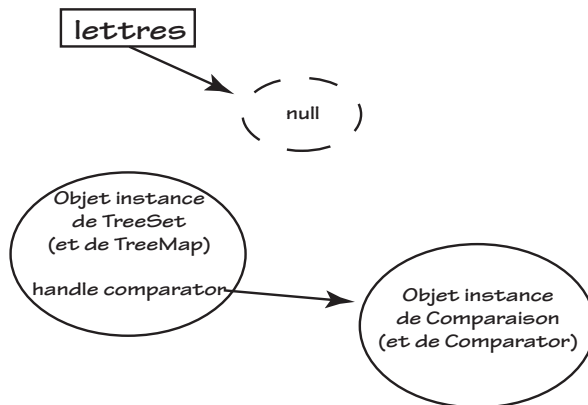 lettres
null
Objet instance
de TreeSet
(et de TreeMap)
handle comparator
Objet instance
de Comparaison
(et de Comparator)